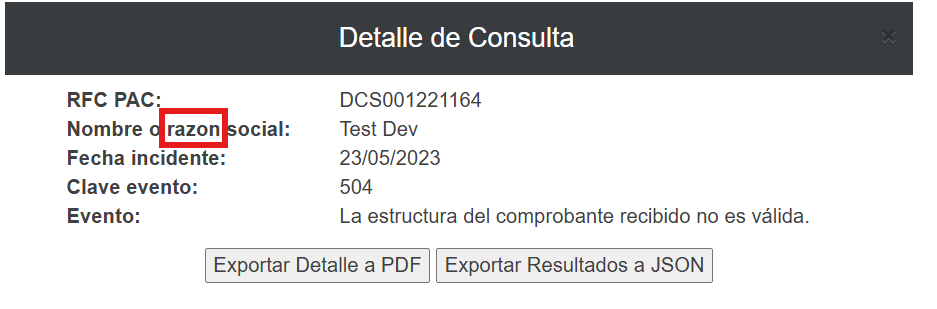 Detalle de Consulta ×
RFC PAC: DCS001221164
Nombre o razon social: Test Dev
Fecha incidente: 23/05/2023
Clave evento: 504
Evento: La estructura del comprobante recibido no es válida.
Exportar Detalle a PDF Exportar Resultados a JSON